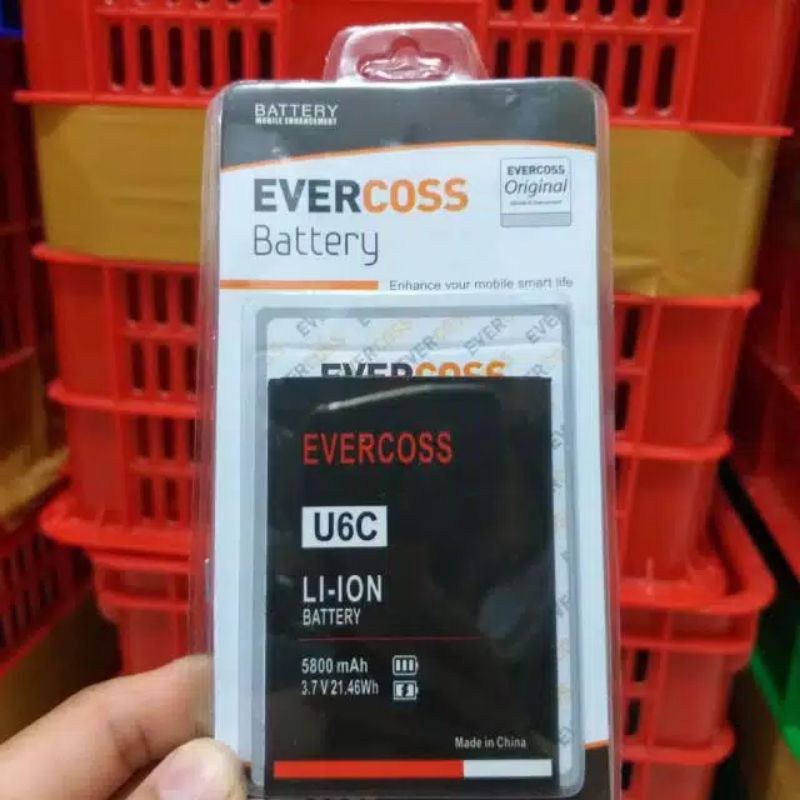 BATTERY
MOBILE ENHANCEMENT
EVERCOSS
Battery
EVERCOSS
Original
Enhance your mobile smart life
EVERCOSS
EVERCOSS
U6C
LI-ION
BATTERY
5800 mAh
3.7 V 21.46Wh
Made in China